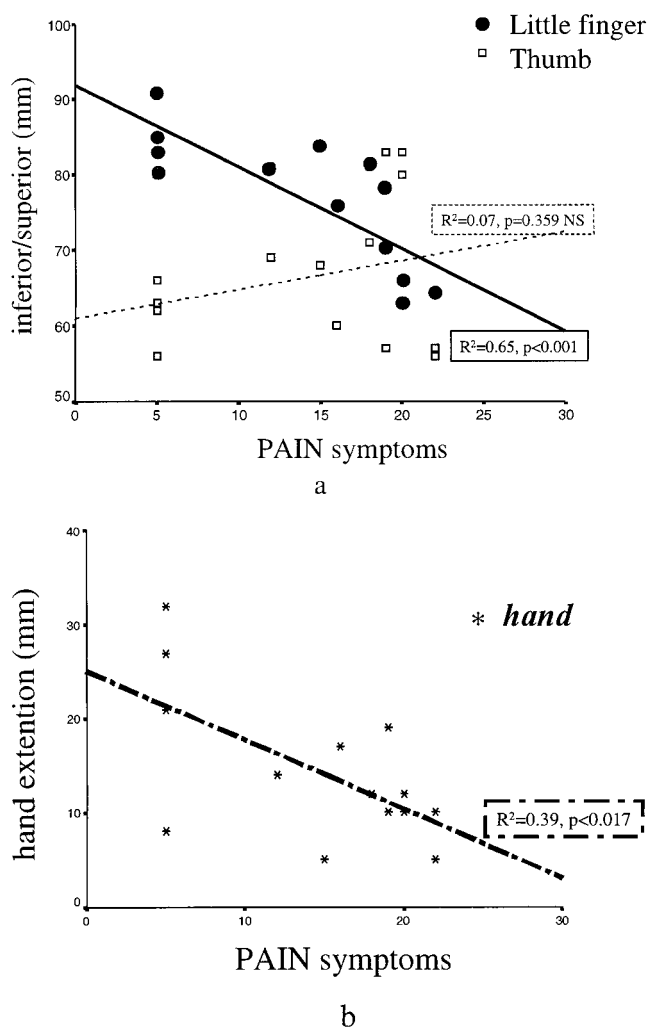 Little finger
Thumb
inferior/superior (mm)
100
90
80
70
60
50
R²=0.07, p=0.359 NS
R²=0.65, p<0.001
0 5 10 15 20 25 30
PAIN symptoms
a
hand extention (mm)
40
30
20
10
0
* hand
R²=0.39, p<0.017
0 10 20 30
PAIN symptoms
b